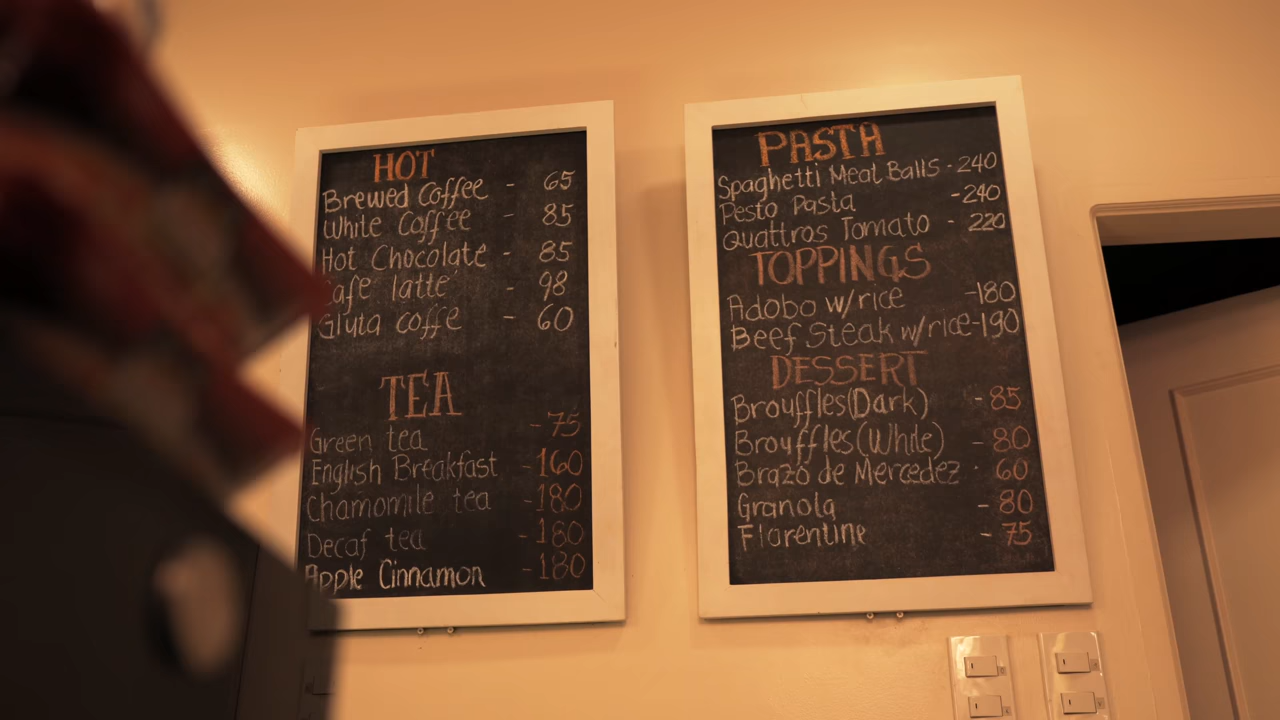 HOT
Brewed Coffee - 65
White Coffee - 85
Hot Chocolate - 85
Cafe latte - 98
Gluta coffe - 60
TEA
Green tea - 75
English Breakfast - 160
Chamomile tea - 180
Decaf tea - 180
Apple Cinnamon - 180
PASTA
Spaghetti Meat Balls - 240
Pesto Pasta - 240
Quattros Tomato - 220
TOPPINGS
Adobo w/rice - 180
Beef Steak w/rice - 190
DESSERT
Brouffles (Dark) - 85
Brouffles (White) - 80
Brazo de Mercedez - 60
Granola - 80
Florentine - 75